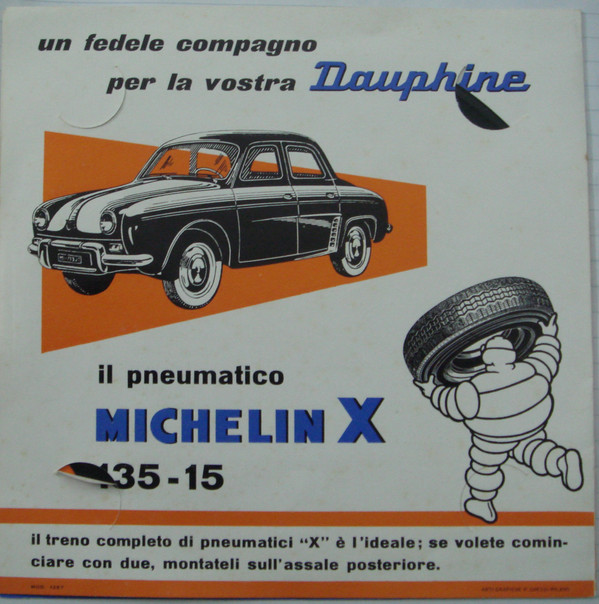 un fedele compagno
per la vostra Dauphine
il pneumatico
MICHELIN X
135-15
il treno completo di pneumatici "X" è l'ideale; se volete comin-
ciare con due, montateli sull'assale posteriore.